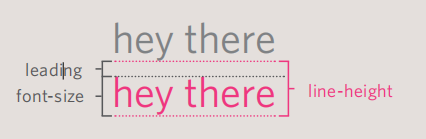 hey there
leading
font-size
hey there
line-height